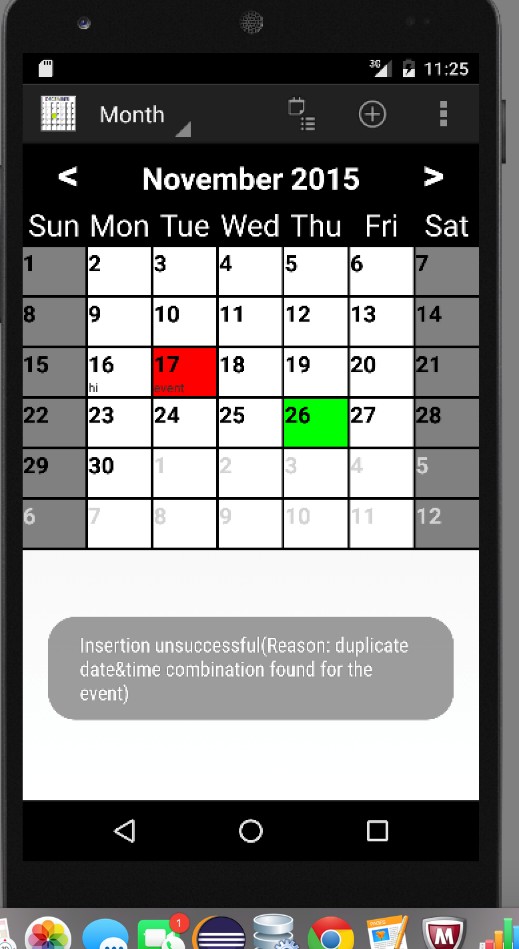 3G 11:25
DECEMBER
Month
< November 2015 >
Sun Mon Tue Wed Thu Fri Sat
1 2 3 4 5 6 7
8 9 10 11 12 13 14
15 16 17 18 19 20 21
hi event
22 23 24 25 26 27 28
29 30 1 2 3 4 5
6 7 8 9 10 11 12
Insertion unsuccessful(Reason: duplicate
date&time combination found for the
event)
1
PAGES